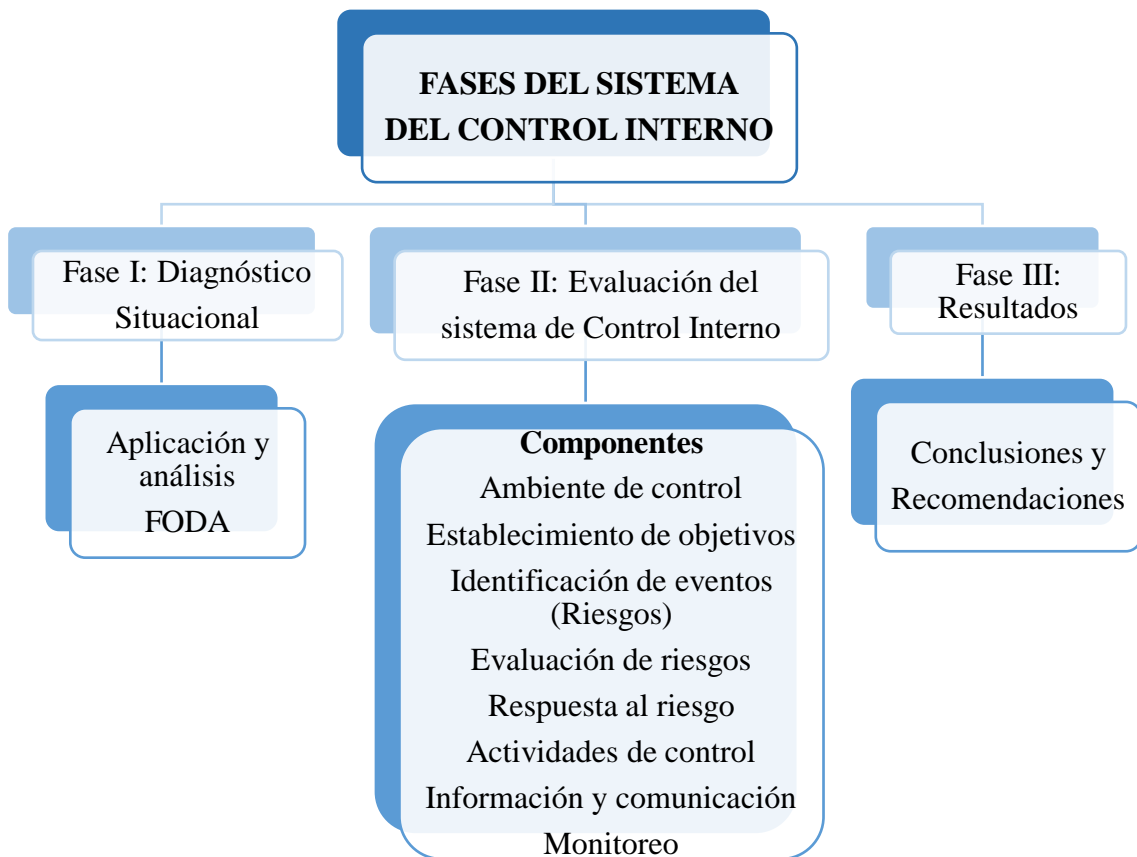 FASES DEL SISTEMA
DEL CONTROL INTERNO
Fase I: Diagnóstico
Situacional
Fase II: Evaluación del
sistema de Control Interno
Fase III:
Resultados
Aplicación y
análisis
FODA
Componentes
Ambiente de control
Establecimiento de objetivos
Identificación de eventos
(Riesgos)
Evaluación de riesgos
Respuesta al riesgo
Actividades de control
Información y comunicación
Monitoreo
Conclusiones y
Recomendaciones